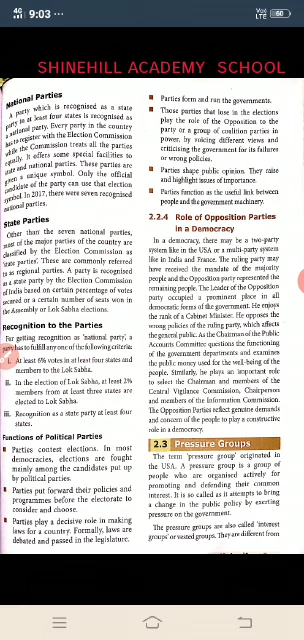 4G
9:03 ...
Vo)
LTE
60
SHINEHILL ACADEMY SCHOOL
National Parties
A party which is recognised as a state
party in at least four states is recognised as
a national party. Every party in the country
has to register with the Election Commission
while the Commission treats all the parties
equally. It offers some special facilities to
state and national parties. These parties are
given a unique symbol. Only the official
candidate of the party can use that election
symbol. In 2017, there were seven recognised
national parties.
State Parties
Other than the seven national parties,
most of the major parties of the country are
classified by the Election Commission as
'state parties'. These are commonly referred
to as regional parties. A party is recognised
as a state party by the Election Commission
of India based on certain percentage of votes
secured or a certain number of seats won in
the Assembly or Lok Sabha elections.
Recognition to the Parties
For getting recognition as 'national party', a
party has to fulfil any one of the following criteria:
i. At least 6% votes in at least four states and
members to the Lok Sabha.
ii. In the election of Lok Sabha, at least 2%
members from at least three states are
elected to Lok Sabha.
iii. Recognition as a state party at least four
states.
Functions of Political Parties
■ Parties contest elections. In most
democracies, elections are fought
mainly among the candidates put up
by political parties.
■ Parties put forward their policies and
programmes before the electorate to
consider and choose.
■ Parties play a decisive role in making
laws for a country. Formally, laws are
debated and passed in the legislature.
■ Parties form and run the governments.
■ Those parties that lose in the elections
play the role of the Opposition to the
party or a group of coalition parties in
power, by voicing different views and
criticising the government for its failures
or wrong policies.
■ Parties shape public opinion. They raise
and highlight issues of importance.
■ Parties function as the useful link between
people and the government machinery.
2.2.4 Role of Opposition Parties
in a Democracy
In a democracy, there may be a two-party
system like in the USA or a multi-party system
like in India and France. The ruling party may
have received the mandate of the majority
people and the Opposition party represented the
remaining people. The Leader of the Opposition
party occupied a prominent place in all
democratic forms of the government. He enjoys
the rank of a Cabinet Minister. He opposes the
wrong policies of the ruling party, which affects
the general public. As the Chairman of the Public
Accounts Committee questions the functioning
of the government departments and examines
the public money used for the well-being of the
people. Similarly, he plays an important role
to select the Chairman and members of the
Central Vigilance Commission, Chairperson
and members of the Information Commission.
The Opposition Parties reflect genuine demands
and concern of the people to play a constructive
role in a democracy.
2.3 Pressure Groups
The term 'pressure group' originated in
the USA. A pressure group is a group of
people who are organised actively for
promoting and defending their common
interest. It is so called as it attempts to bring
a change in the public policy by exerting
pressure on the government.
The pressure groups are also called 'interest
groups' or vested groups. They are different from